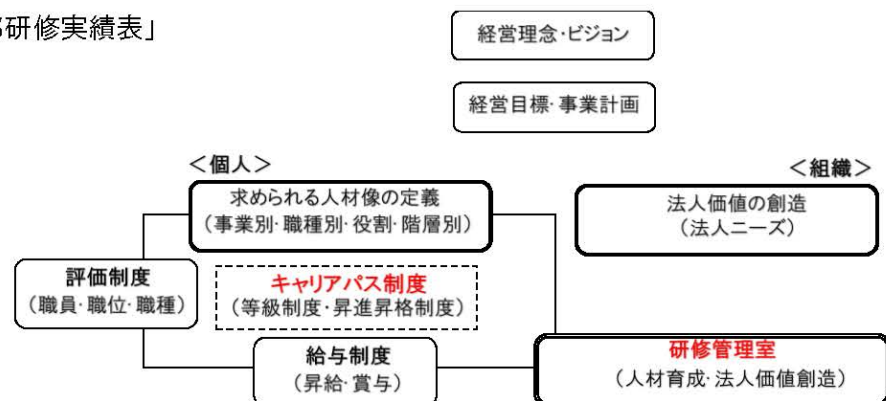 研修実績表」
経営理念・ビジョン
経営目標・事業計画
＜個人＞
＜組織＞
求められる人材像の定義
（事業別・職種別・役割・階層別）
法人価値の創造
（法人ニーズ）
評価制度
（職員・職位・職種）
キャリアパス制度
（等級制度・昇進昇格制度）
給与制度
（昇給・賞与）
研修管理室
（人材育成・法人価値創造）